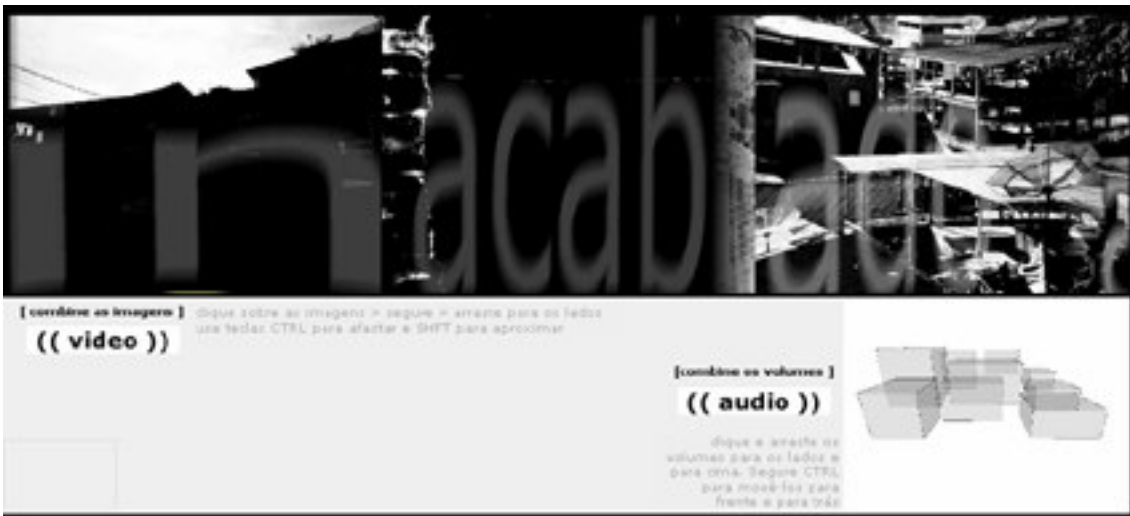 inacabad
[ combine as imagens ]
(( video ))
clique sobre as imagens > segure > arraste para os lados
use teclas CTRL para afastar e SHFT para aproximar
[combine os volumes ]
(( audio ))
clique e arraste os
volumes para os lados e
para cima. Segure CTRL
para movê-los para
frente e para trás